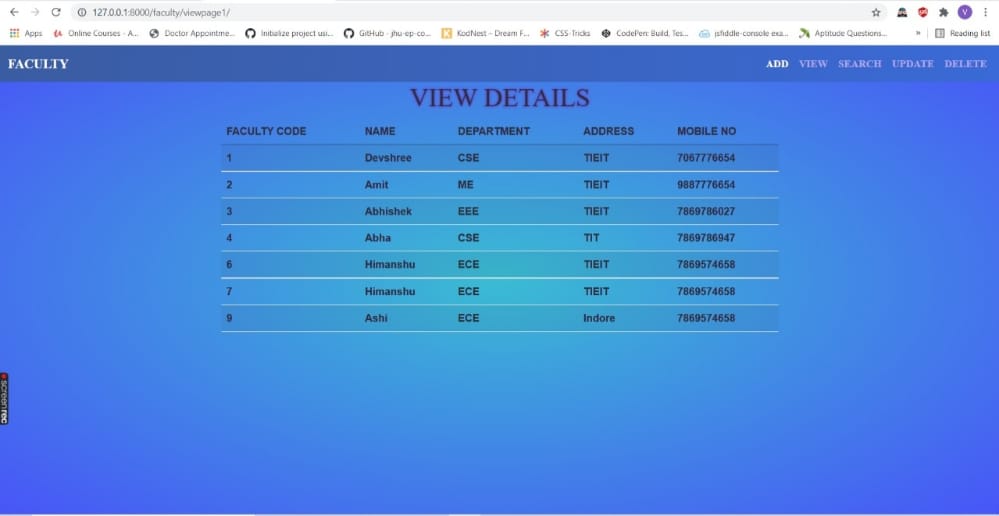 127.0.0.1:8000/faculty/viewpage1/ V
Apps Online Courses - A... Doctor Appointme... Initialize project usi... GitHub - jhu-ep-co... KodNest – Dream F... CSS-Tricks CodePen: Build, Tes... jsfiddle-console exa... Aptitude Questions... » Reading list
FACULTY ADD VIEW SEARCH UPDATE DELETE
VIEW DETAILS
FACULTY CODE NAME DEPARTMENT ADDRESS MOBILE NO
1 Devshree CSE TIEIT 7067776654
2 Amit ME TIEIT 9887776654
3 Abhishek EEE TIEIT 7869786027
4 Abha CSE TIT 7869786947
6 Himanshu ECE TIEIT 7869574658
7 Himanshu ECE TIEIT 7869574658
9 Ashi ECE Indore 7869574658
screenrec